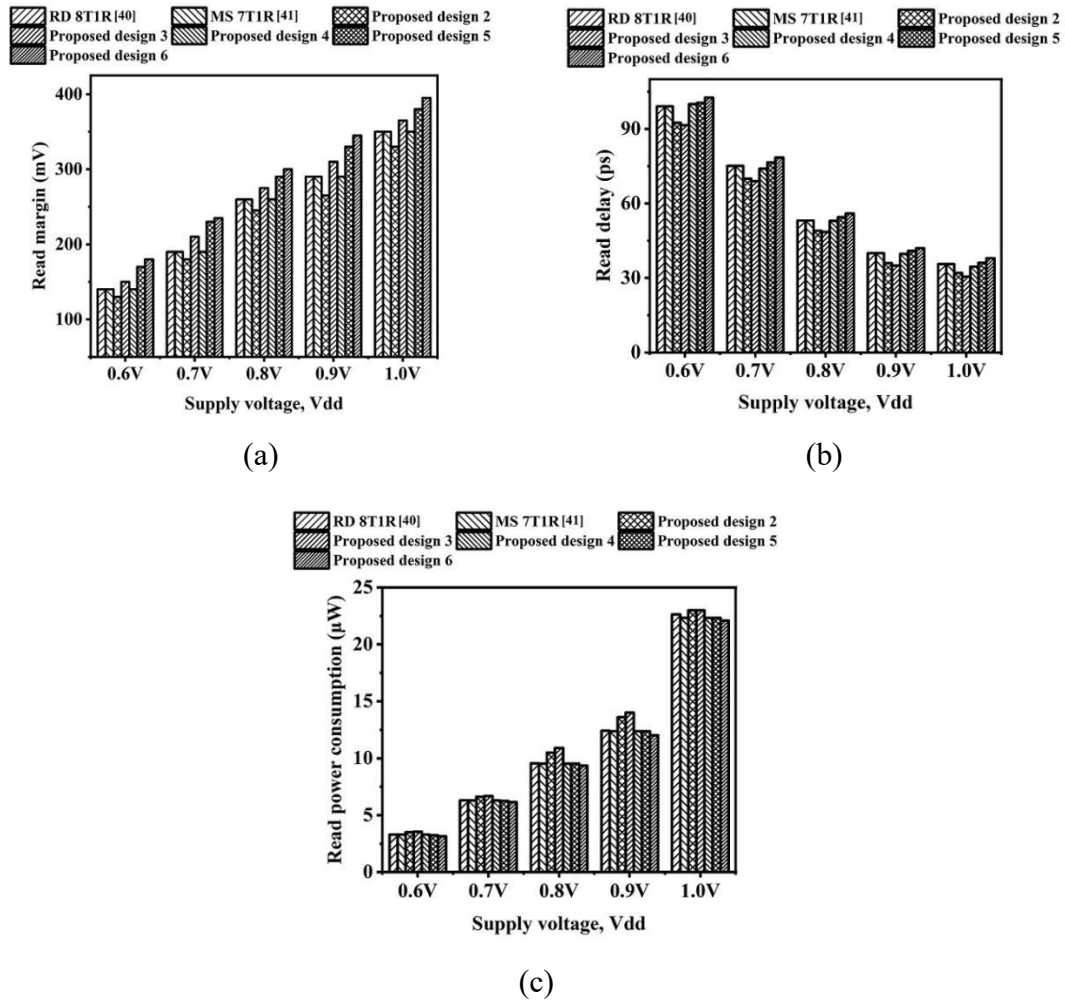 RD 8T1R [40] MS 7T1R [41] Proposed design 2
Proposed design 3 Proposed design 4 Proposed design 5
Proposed design 6
400
300
200
100
Read margin (mV)
0.6V 0.7V 0.8V 0.9V 1.0V
Supply voltage, Vdd
(a)
RD 8T1R [40] MS 7T1R [41] Proposed design 2
Proposed design 3 Proposed design 4 Proposed design 5
Proposed design 6
90
60
30
0
Read delay (ps)
0.6V 0.7V 0.8V 0.9V 1.0V
Supply voltage, Vdd
(b)
RD 8T1R [40] MS 7T1R [41] Proposed design 2
Proposed design 3 Proposed design 4 Proposed design 5
Proposed design 6
25
20
15
10
5
0
Read power consumption (µW)
0.6V 0.7V 0.8V 0.9V 1.0V
Supply voltage, Vdd
(c)